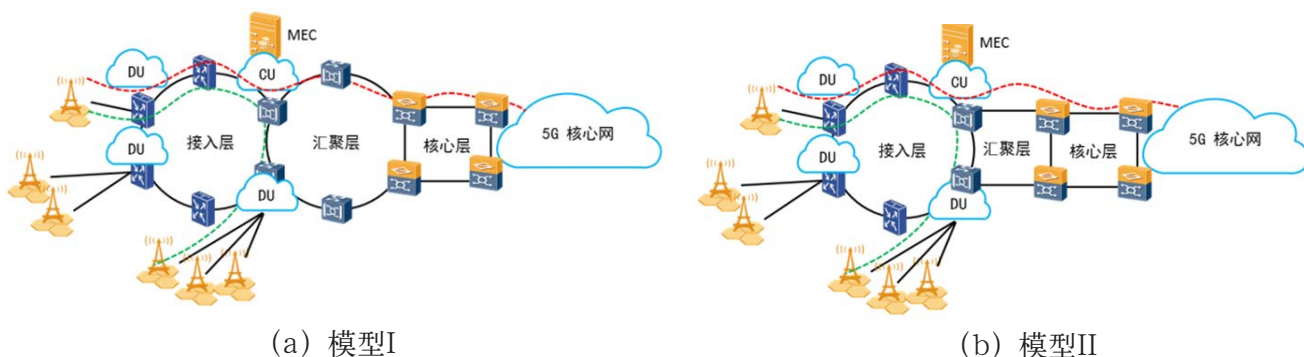 MEC
DU
CU
DU
接入层
汇聚层
核心层
5G 核心网
DU
(a) 模型I
MEC
DU
CU
DU
接入层
汇聚层
核心层
5G 核心网
DU
(b) 模型II